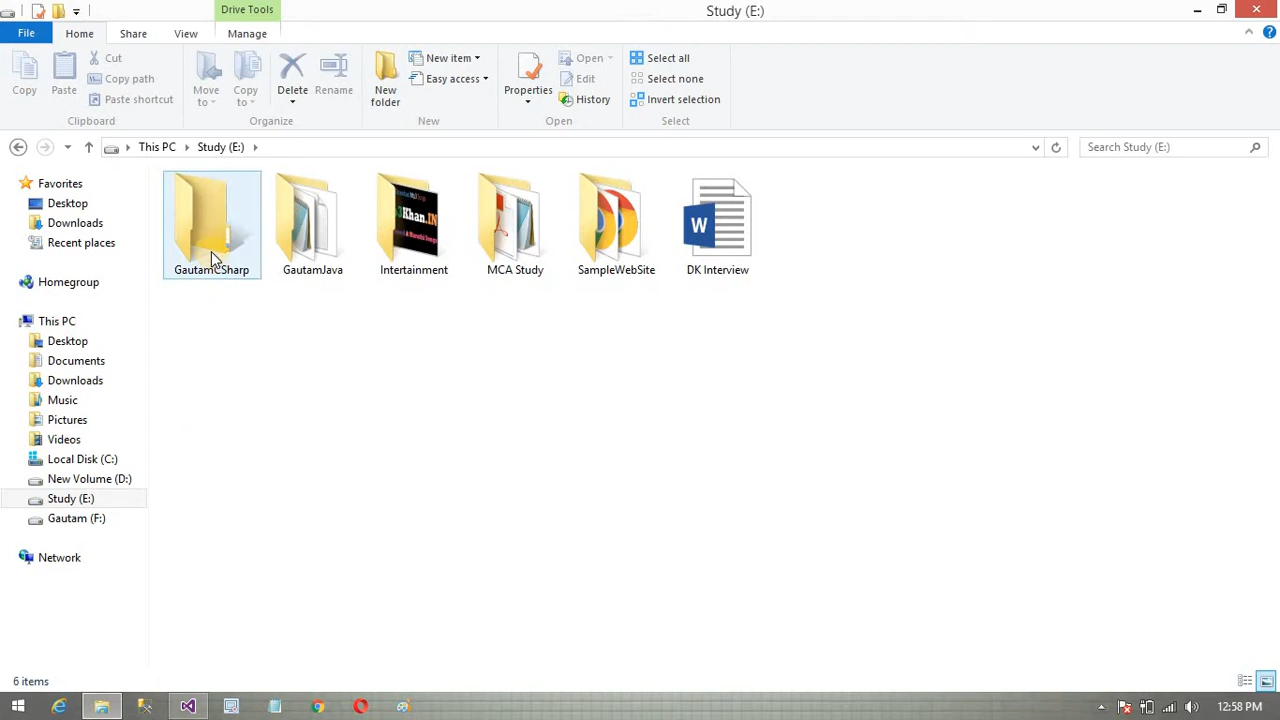 Drive Tools
Study (E:)
File Home Share View Manage
Copy
Paste
Cut
Copy path
Paste shortcut
Clipboard
Move to
Copy to
Delete
Rename
Organize
New folder
New item
Easy access
New
Properties
Open
Edit
History
Open
Select all
Select none
Invert selection
Select
This PC Study (E:)
Search Study (E:)
Favorites
Desktop
Downloads
Recent places
Homegroup
This PC
Desktop
Documents
Downloads
Music
Pictures
Videos
Local Disk (C:)
New Volume (D:)
Study (E:)
Gautam (F:)
Network
GautamCSharp
GautamJava
Intertainment
MCA Study
SampleWebSite
DK Interview
3Khan.IN
W
6 items
12:58 PM